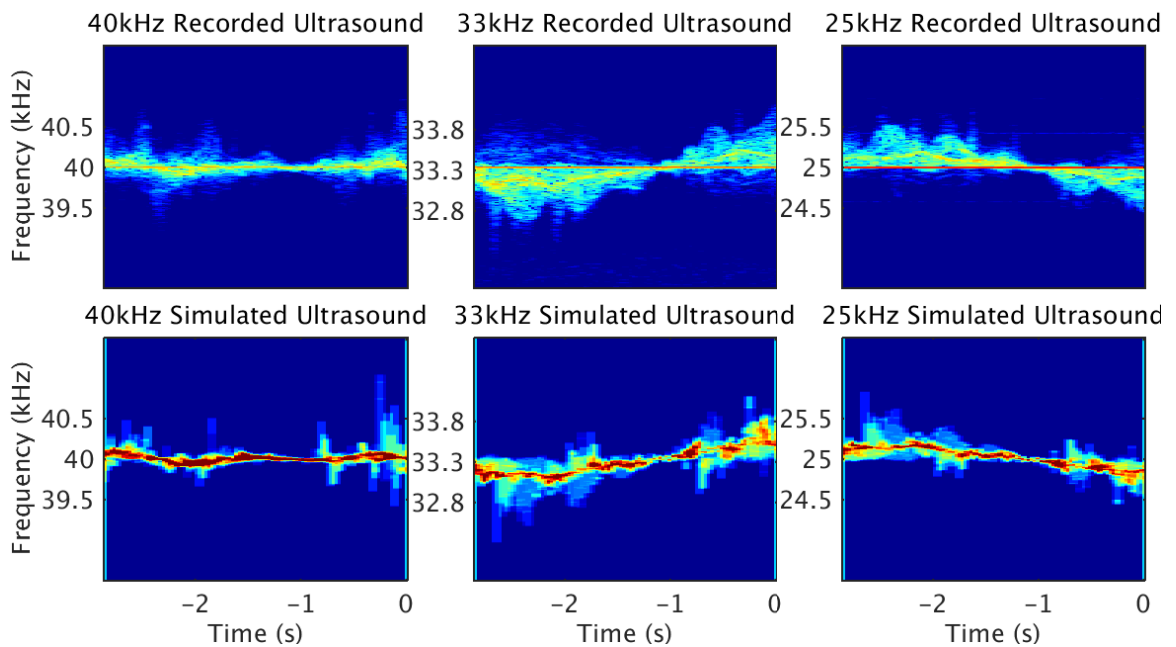 40kHz Recorded Ultrasound
33kHz Recorded Ultrasound
25kHz Recorded Ultrasound
Frequency (kHz)
40.5
40
39.5
33.8
33.3
32.8
25.5
25
24.5
40kHz Simulated Ultrasound
33kHz Simulated Ultrasound
25kHz Simulated Ultrasound
Frequency (kHz)
40.5
40
39.5
33.8
33.3
32.8
25.5
25
24.5
−2
−1
0
−2
−1
0
−2
−1
0
Time (s)
Time (s)
Time (s)